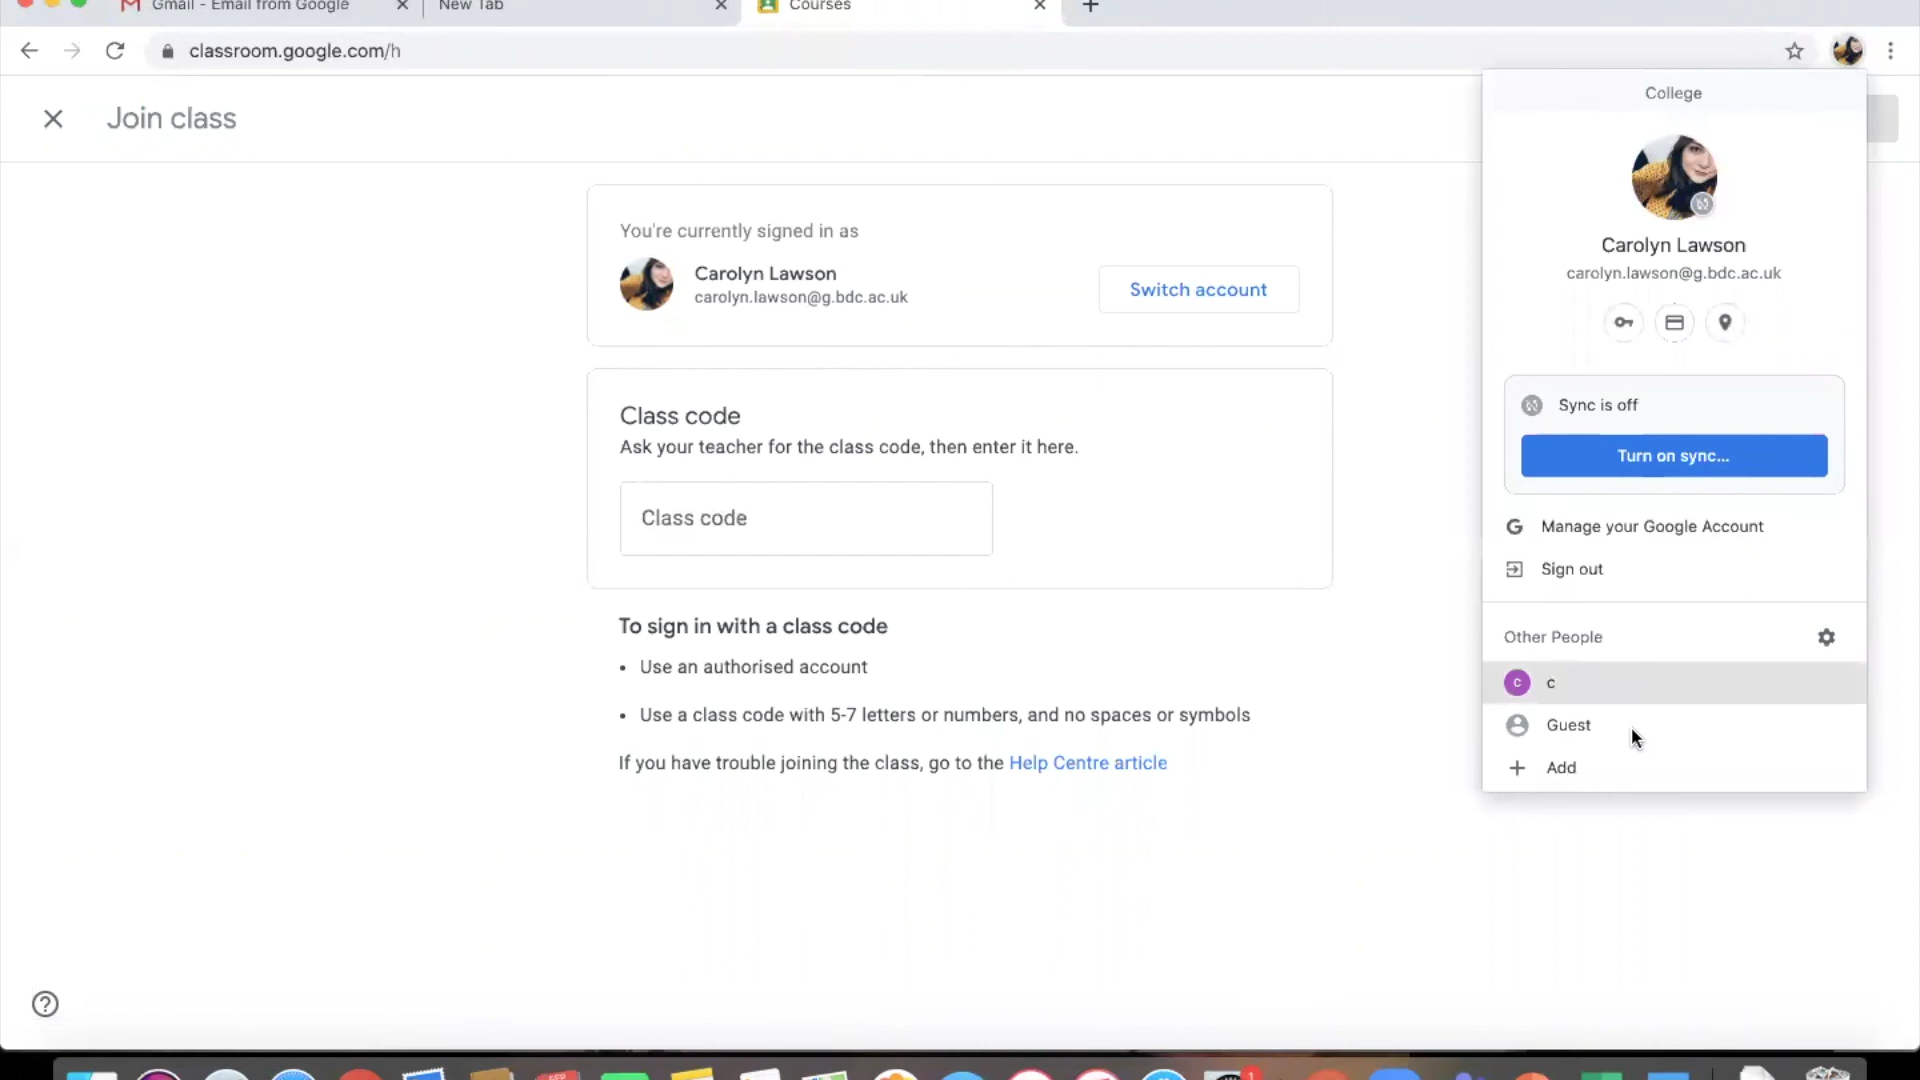 Gmail - Email from Google
New Tab
Courses
classroom.google.com/h
Join class
You're currently signed in as
Carolyn Lawson
carolyn.lawson@g.bdc.ac.uk
Switch account
Class code
Ask your teacher for the class code, then enter it here.
Class code
To sign in with a class code
• Use an authorised account
• Use a class code with 5-7 letters or numbers, and no spaces or symbols
If you have trouble joining the class, go to the Help Centre article
College
Carolyn Lawson
carolyn.lawson@g.bdc.ac.uk
Sync is off
Turn on sync...
G Manage your Google Account
Sign out
Other People
c c
Guest
Add
SEP
1